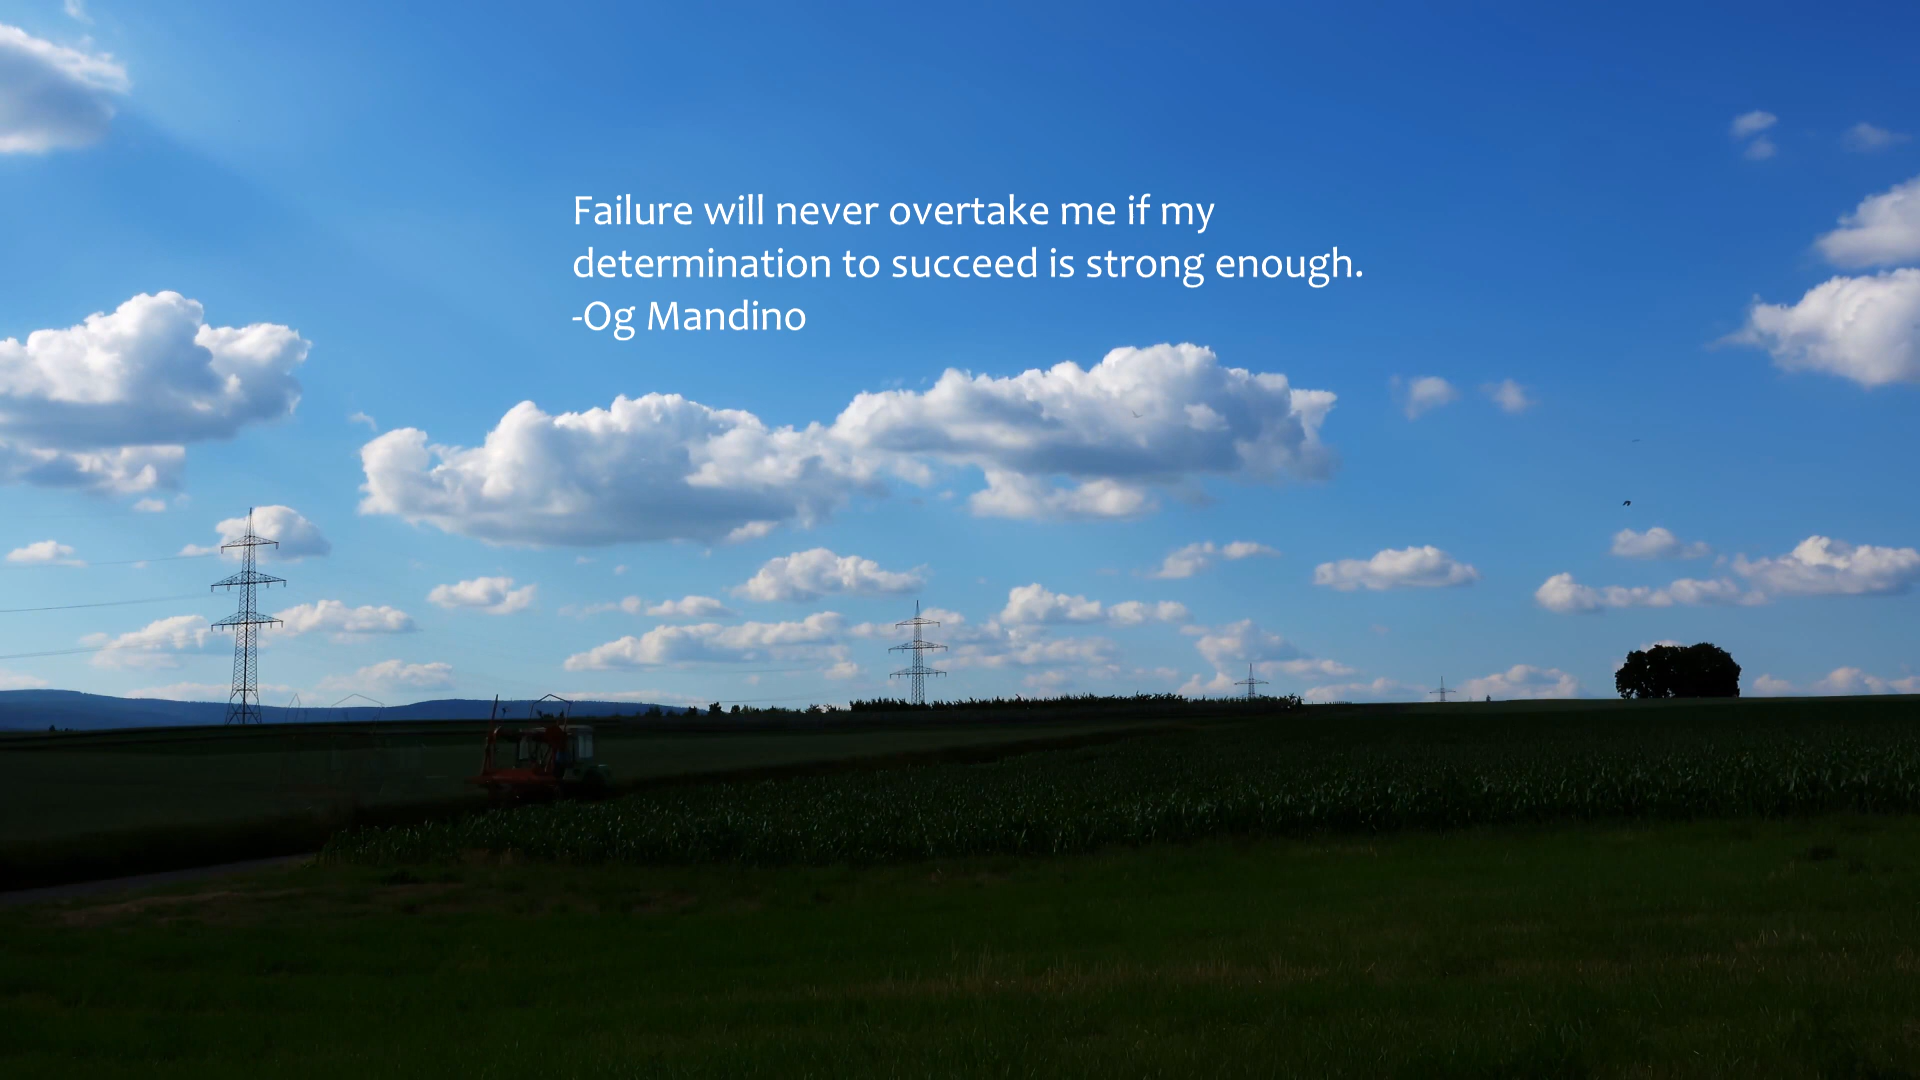 Failure will never overtake me if my
determination to succeed is strong enough.
-Og Mandino